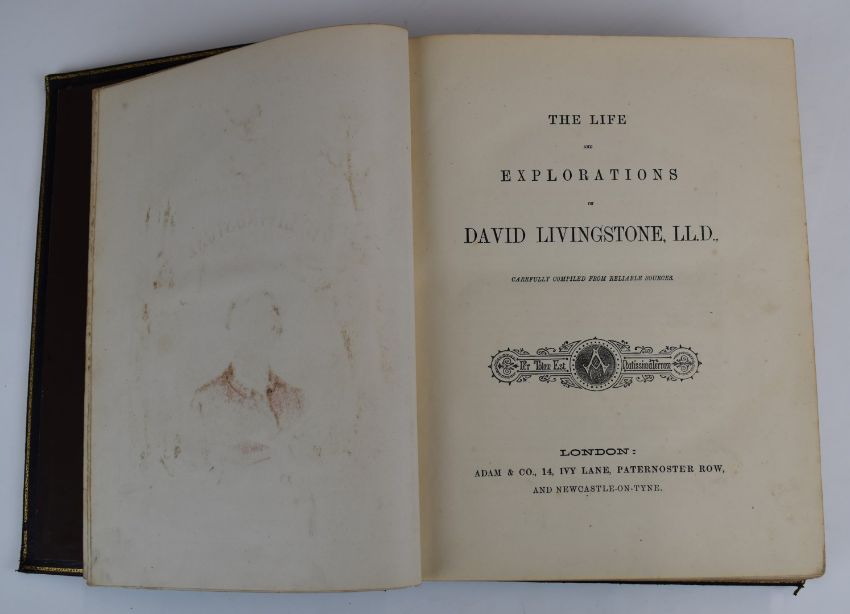 THE LIFE
AND
EXPLORATIONS
OF
DAVID LIVINGSTONE, LL.D.,
CAREFULLY COMPILED FROM RELIABLE SOURCES.
LONDON:
ADAM & CO., 14, IVY LANE, PATERNOSTER ROW,
AND NEWCASTLE-ON-TYNE.